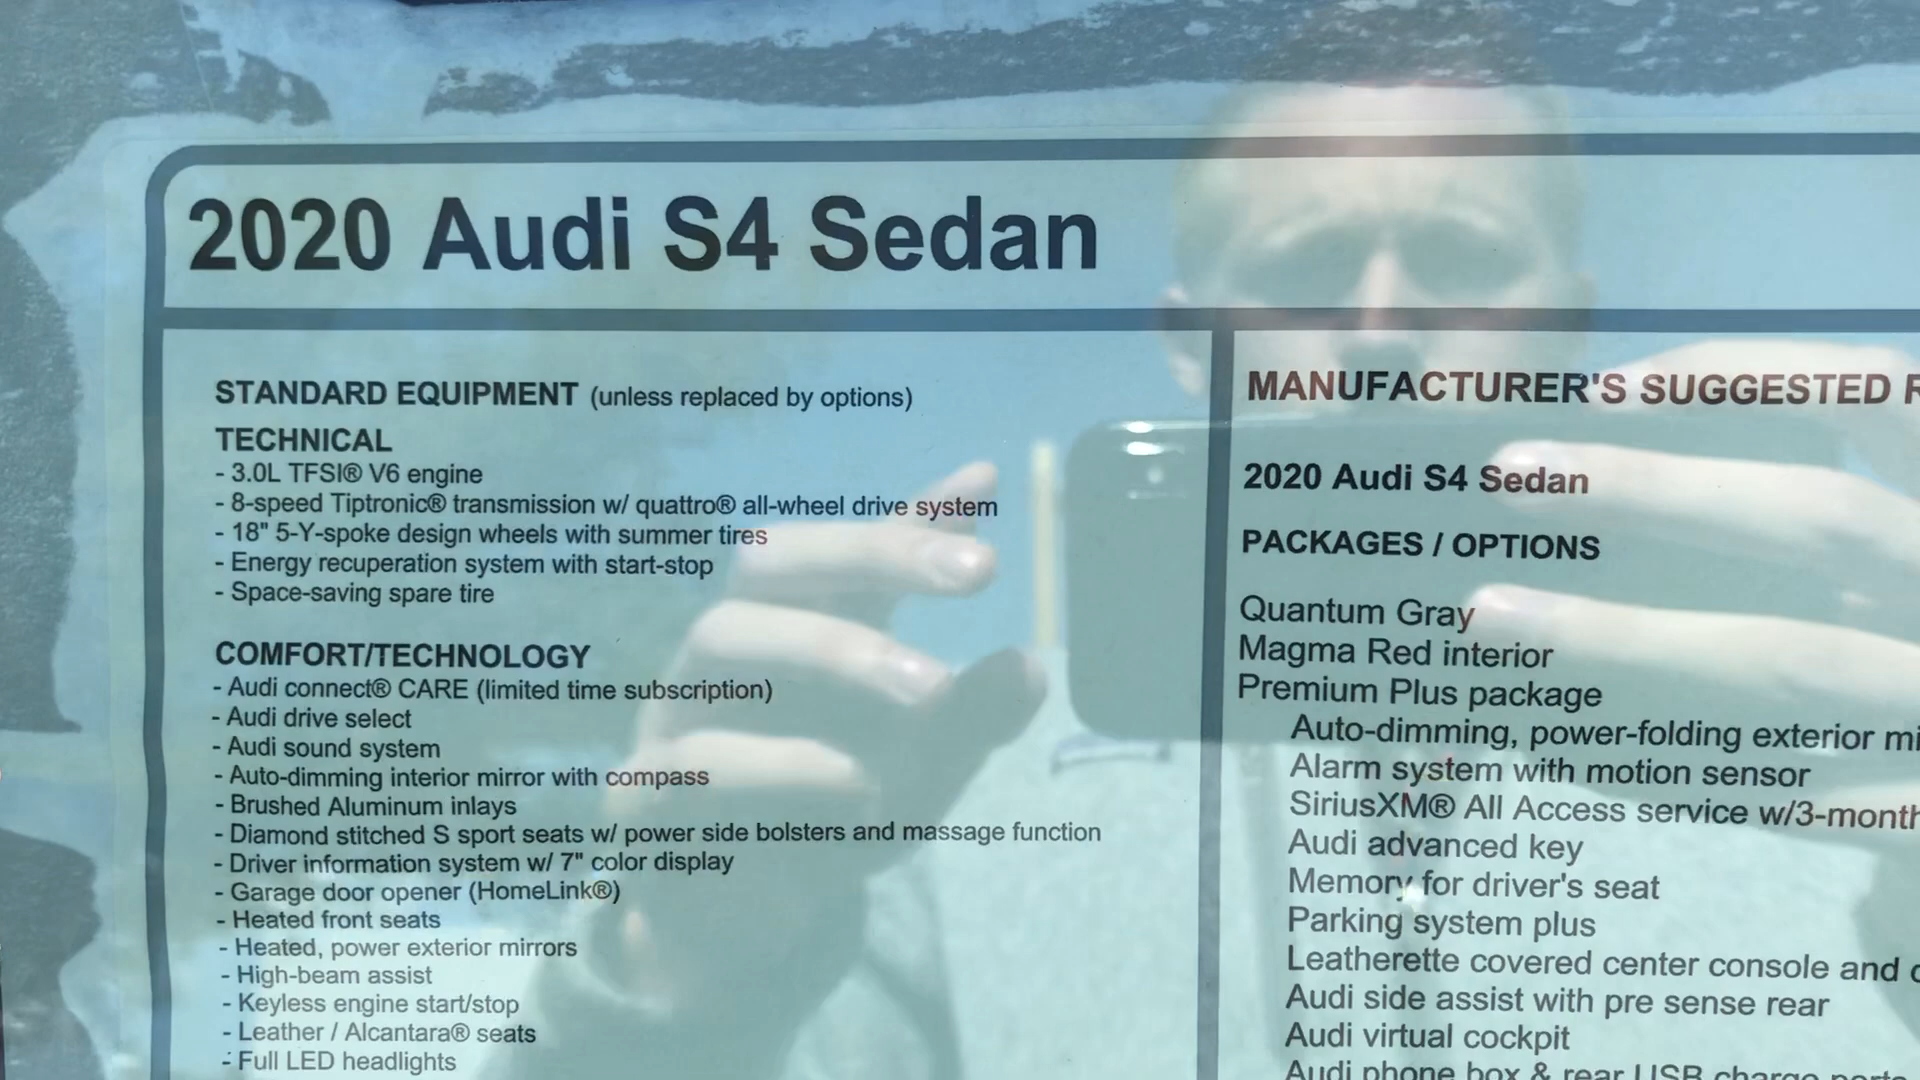 2020 Audi S4 Sedan
STANDARD EQUIPMENT (unless replaced by options)
TECHNICAL
- 3.0L TFSI® V6 engine
- 8-speed Tiptronic® transmission w/ quattro® all-wheel drive system
- 18" 5-Y-spoke design wheels with summer tires
- Energy recuperation system with start-stop
- Space-saving spare tire
COMFORT/TECHNOLOGY
- Audi connect® CARE (limited time subscription)
- Audi drive select
- Audi sound system
- Auto-dimming interior mirror with compass
- Brushed Aluminum inlays
- Diamond stitched S sport seats w/ power side bolsters and massage function
- Driver information system w/ 7" color display
- Garage door opener (HomeLink®)
- Heated front seats
- Heated, power exterior mirrors
- High-beam assist
- Keyless engine start/stop
- Leather / Alcantara® seats
- Full LED headlights
MANUFACTURER'S SUGGESTED
2020 Audi S4 Sedan
PACKAGES / OPTIONS
Quantum Gray
Magma Red interior
Premium Plus package
Auto-dimming, power-folding exterior
Alarm system with motion sensor
SiriusXM® All Access service w/3-month
Audi advanced key
Memory for driver's seat
Parking system plus
Leatherette covered center console and
Audi side assist with pre sense rear
Audi virtual cockpit
Audi phone box & rear USB charge ports